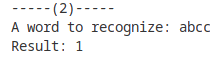 -----(2)-----
A word to recognize: abcc
Result: 1